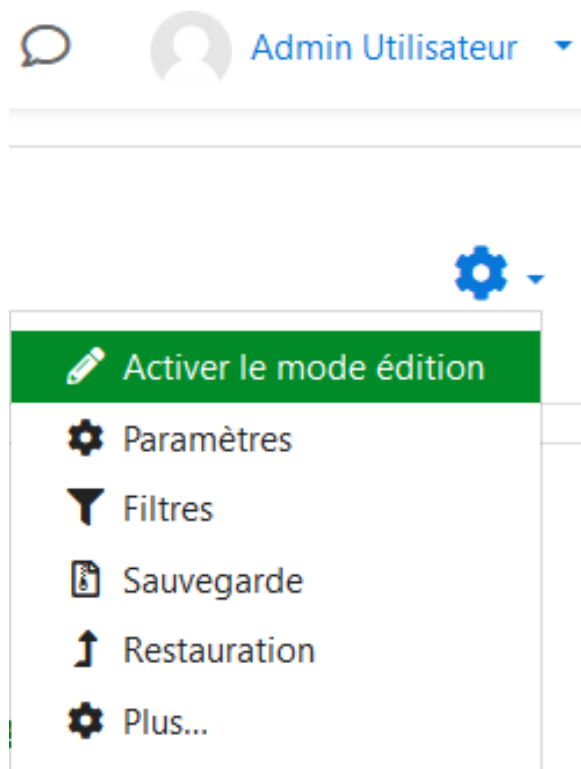 Admin Utilisateur
Activer le mode édition
Paramètres
Filtres
Sauvegarde
Restauration
Plus...